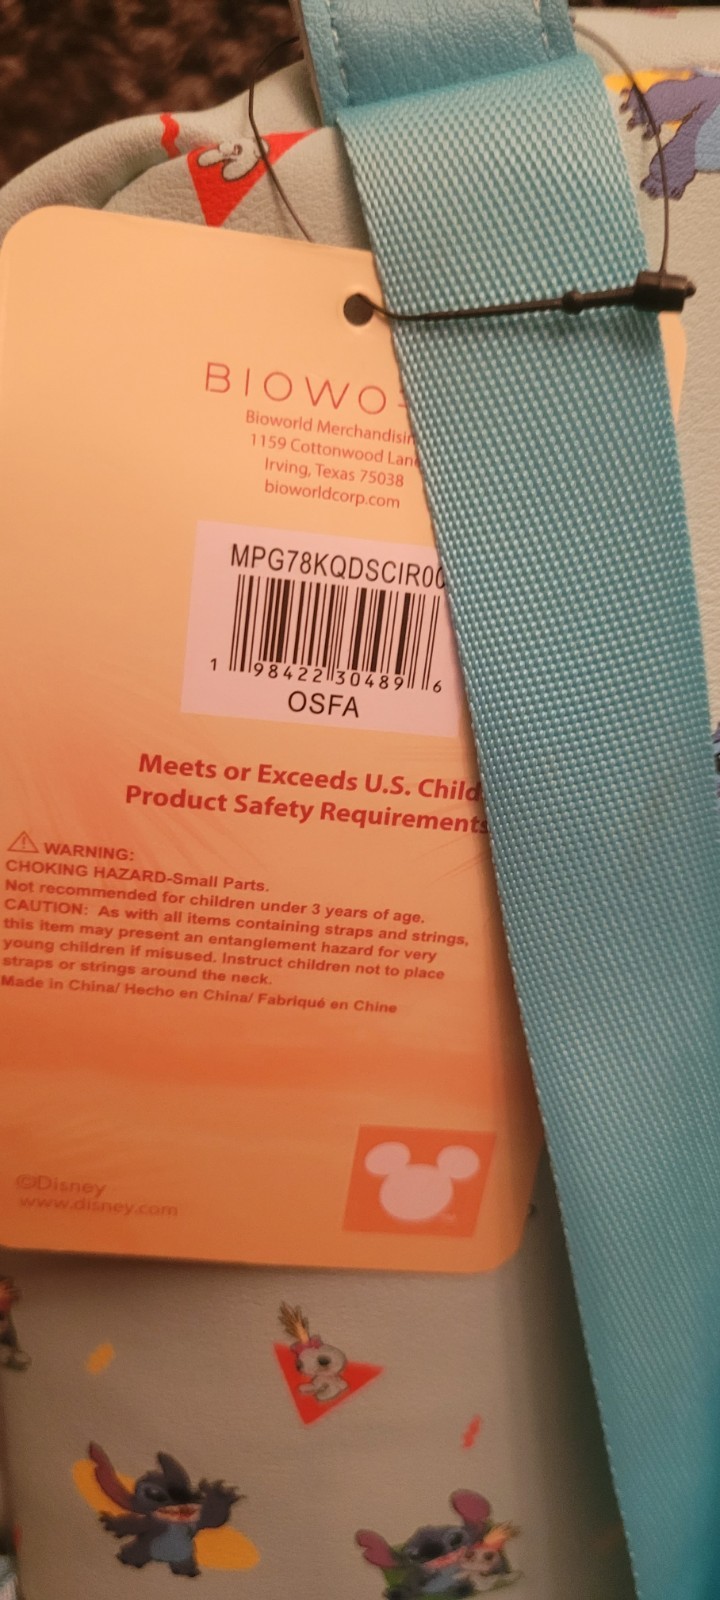 BIOWO
Bioworld Merchandisin
1159 Cottonwood Lane
Irving, Texas 75038
bioworldcorp.com
MPG78KQDSCIR00
1 98422 30489 6
OSFA
Meets or Exceeds U.S. Child
Product Safety Requirements
WARNING:
CHOKING HAZARD-Small Parts.
Not recommended for children under 3 years of age.
CAUTION: As with all items containing straps and strings,
this item may present an entanglement hazard for very
young children if misused. Instruct children not to place
straps or strings around the neck.
Made in China/ Hecho en China/ Fabriqué en Chine
©Disney
www.disney.com